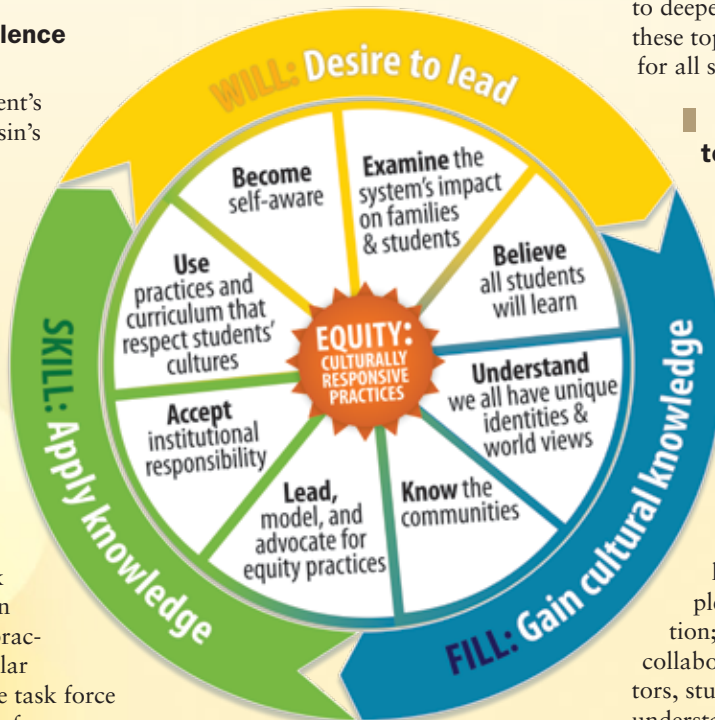 lence
ent's
sin's
to deepe
these top
for all s
to
WILL: Desire to lead
Become
self-aware
Examine the
system's impact
on families
& students
Believe
all students
will learn
Understand
we all have unique
identities &
world views
Know the
communities
Lead,
model, and
advocate for
equity practices
Accept
institutional
responsibility
Use
practices and
curriculum that
respect students'
cultures
EQUITY:
CULTURALLY
RESPONSIVE
PRACTICES
FILL: Gain cultural knowledge
SKILL: Apply knowledge
k
n
prac-
lar
e task force
ple
tion;
collabo
tors, stu